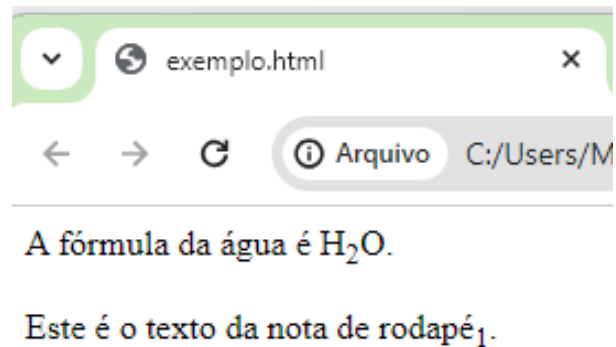 exemplo.html
Arquivo C:/Users/M
A fórmula da água é H₂O.
Este é o texto da nota de rodapé₁.